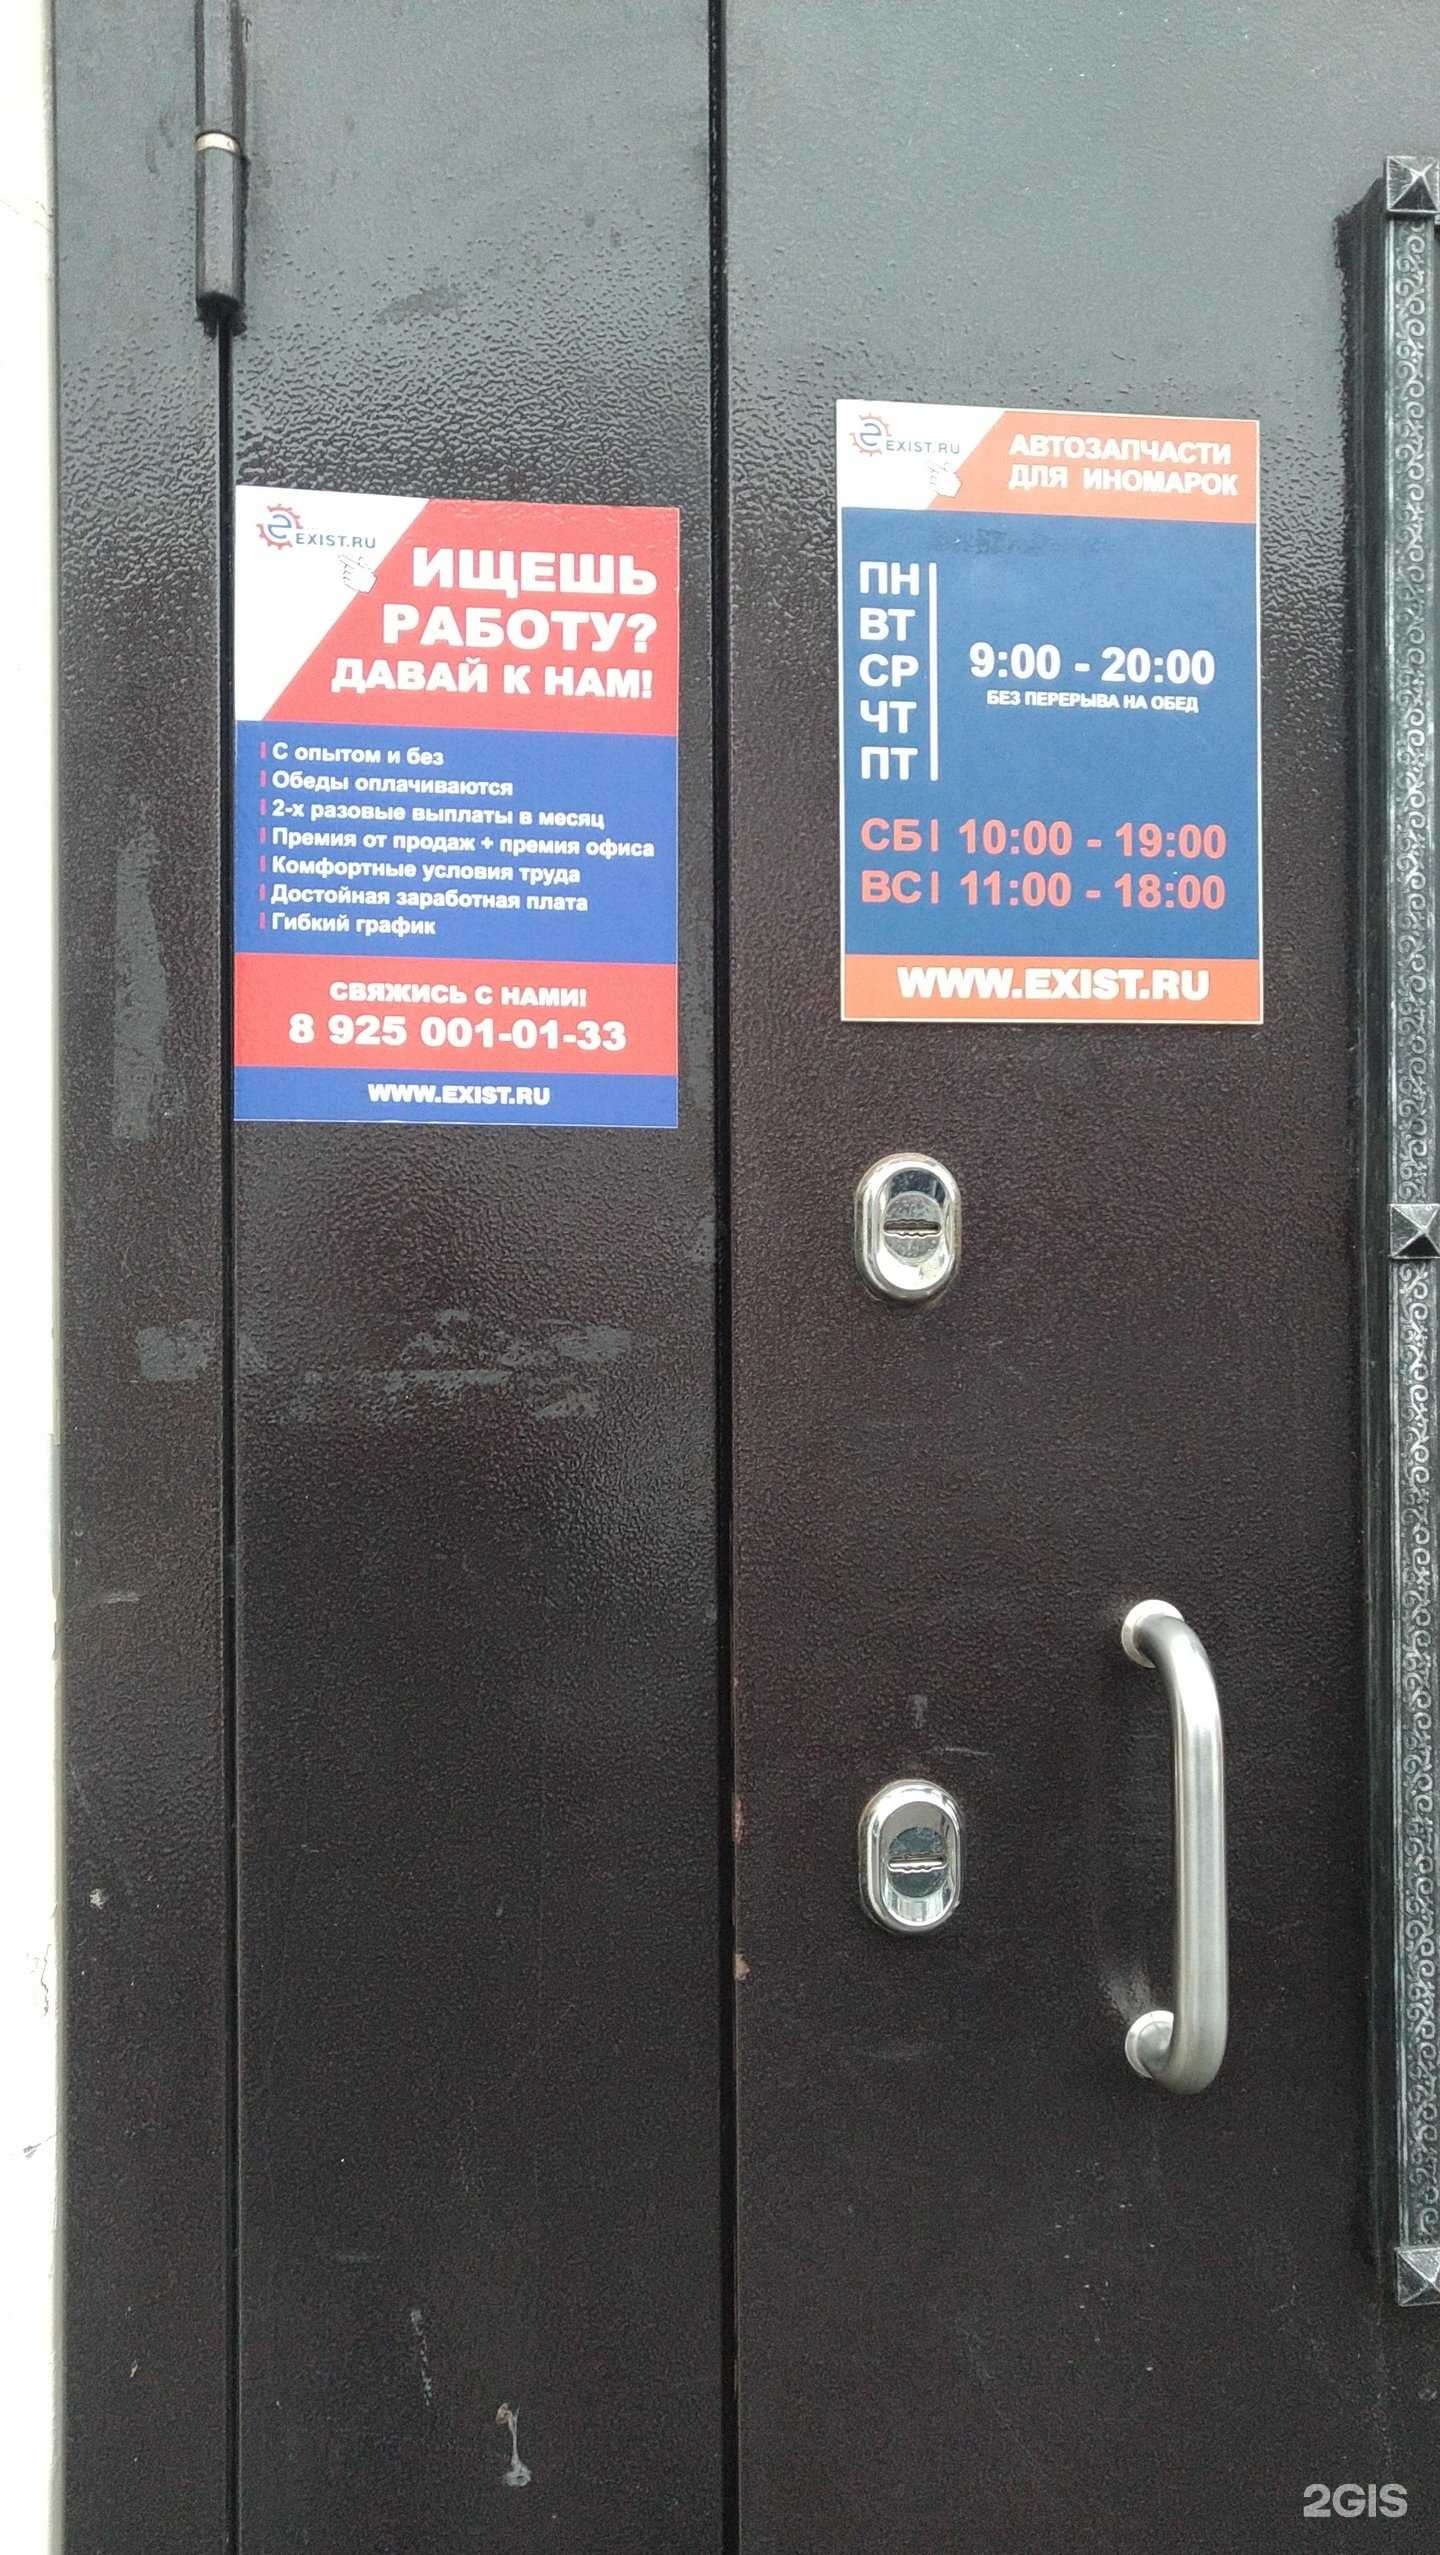 EXIST.RU
ИЩЕШЬ
РАБОТУ?
ДАВАЙ К НАМ!
С опытом и без
Обеды оплачиваются
2-х разовые выплаты в месяц
Премия от продаж + премия офиса
Комфортные условия труда
Достойная заработная плата
Гибкий график
СВЯЖИСЬ С НАМИ!
8 925 001-01-33
WWW.EXIST.RU
EXIST.RU
АВТОЗАПЧАСТИ
ДЛЯ ИНОМАРОК
ПН
ВТ
СР
ЧТ
ПТ
9:00 - 20:00
БЕЗ ПЕРЕРЫВА НА ОБЕД
СБ | 10:00 - 19:00
ВС | 11:00 - 18:00
WWW.EXIST.RU
2GIS